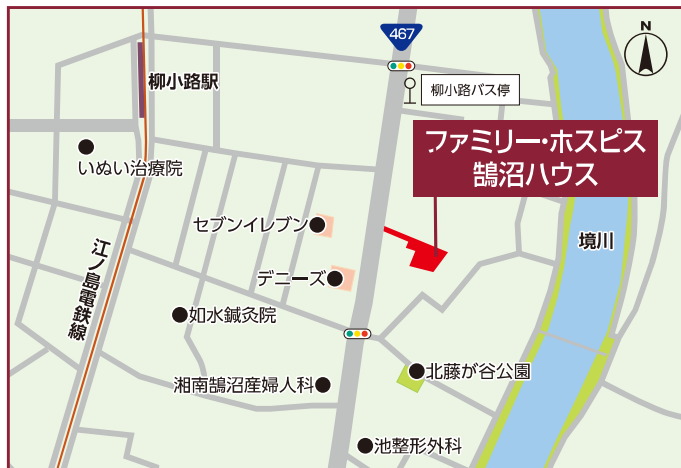 467
N
柳小路駅
柳小路バス停
ファミリー・ホスピス
鵠沼ハウス
いぬい治療院
セブンイレブン
境川
江ノ島電鉄線
デニーズ
如水鍼灸院
北藤が谷公園
湘南鵠沼産婦人科
池整形外科